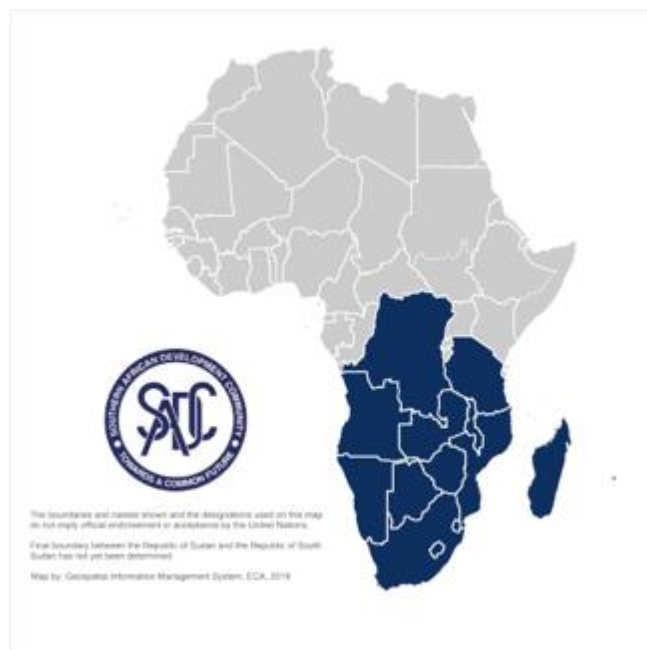 SOUTHERN AFRICAN DEVELOPMENT COMMUNITY
SADC
TOWARDS A COMMON FUTURE
The boundaries and names shown and the designations used on this map
do not imply official endorsement or acceptance by the United Nations.
Final boundary between the Republic of Sudan and the Republic of South
Sudan has not yet been determined.
Map by: Geospatial Information Management System, ECA, 2016